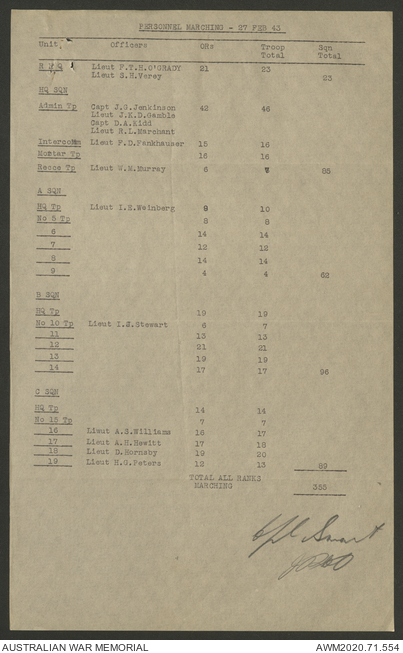 PERSONNEL MARCHING - 27 FEB 43
Unit Officers ORs Troop Total Sqn Total
R H Q Lieut F.T.H.O'GRADY 21 23
Lieut S.H.Verey 23
HQ SQN
Admin Tp Capt J.G.Jenkinson 42 46
Lieut J.K.D.Gamble
Capt D.A.Kidd
Lieut R.L.Marchant
Intercomm Lieut F.D.Fankhauser 15 16
Mortar Tp 16 16
Recce Tp Lieut W.M.Murray 6 7 85
A SQN
HQ Tp Lieut I.E.Weinberg 9 10
No 5 Tp 8 8
6 14 14
7 12 12
8 14 14
9 4 4 62
B SQN
HQ Tp 19 19
No 10 Tp Lieut I.J.Stewart 6 7
11 13 13
12 21 21
13 19 19
14 17 17 96
C SQN
HQ Tp 14 14
No 15 Tp 7 7
16 Lieut A.S.Williams 16 17
17 Lieut A.H.Hewitt 17 18
18 Lieut D.Hornsby 19 20
19 Lieut H.G.Peters 12 13 89
TOTAL ALL RANKS
MARCHING 355
Smart
AUSTRALIAN WAR MEMORIAL AWM2020.71.554